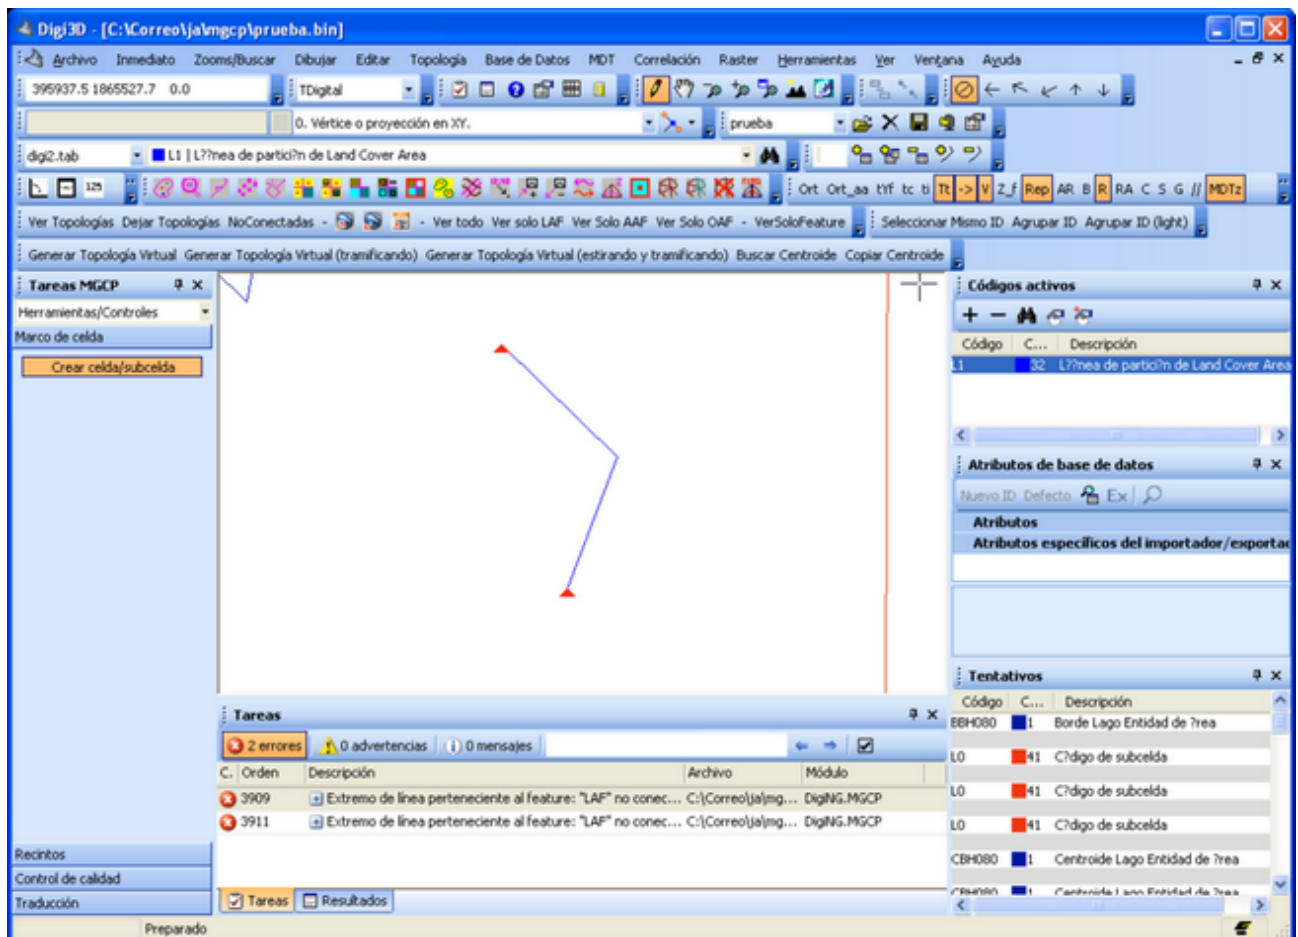 Digi3D - [C:\Correo\ja\mgcp\prueba.bin]
Archivo Inmediato Zooms/Buscar Dibujar Editar Topología Base de Datos MDT Correlación Raster Herramientas Ver Ventana Ayuda
395937.5 1865527.7 0.0 TDigital
0. Vértice o proyección en XY. prueba
digi2.tab L1 | L??nea de partici?n de Land Cover Area
125 Ort Ort_aa tYf tc ti Tt -> V Z_f Rep AR B R RA C S G // MDTz
Ver Topologías Dejar Topologías NoConectadas - - Ver todo Ver solo LAF Ver Solo AAF Ver Solo OAF - VerSoloFeature Seleccionar Mismo ID Agrupar ID Agrupar ID (light)
Generar Topología Virtual Generar Topología Virtual (tramificando) Generar Topología Virtual (estirando y tramificando) Buscar Centroide Copiar Centroide
Tareas MGCP
Herramientas/Controles
Marco de celda
Crear celda/subcelda
Recintos
Control de calidad
Traducción
Códigos activos
Código C... Descripción
L1 32 L??nea de partici?n de Land Cover Area
Atributos de base de datos
Nuevo ID Defecto Ex
Atributos
Atributos específicos del importador/exportad
Tentativos
Código C... Descripción
BBH080 1 Borde Lago Entidad de ?rea
L0 41 C?digo de subcelda
L0 41 C?digo de subcelda
L0 41 C?digo de subcelda
CBH080 1 Centroide Lago Entidad de ?rea
CBH080 1 Centroide Lago Entidad de ?rea
Tareas
2 errores 0 advertencias 0 mensajes
C. Orden Descripción Archivo Módulo
3909 Extremo de línea perteneciente al feature: "LAF" no conec... C:\Correo\ja\mg... DigiNG.MGCP
3911 Extremo de línea perteneciente al feature: "LAF" no conec... C:\Correo\ja\mg... DigiNG.MGCP
Tareas Resultados
Preparado